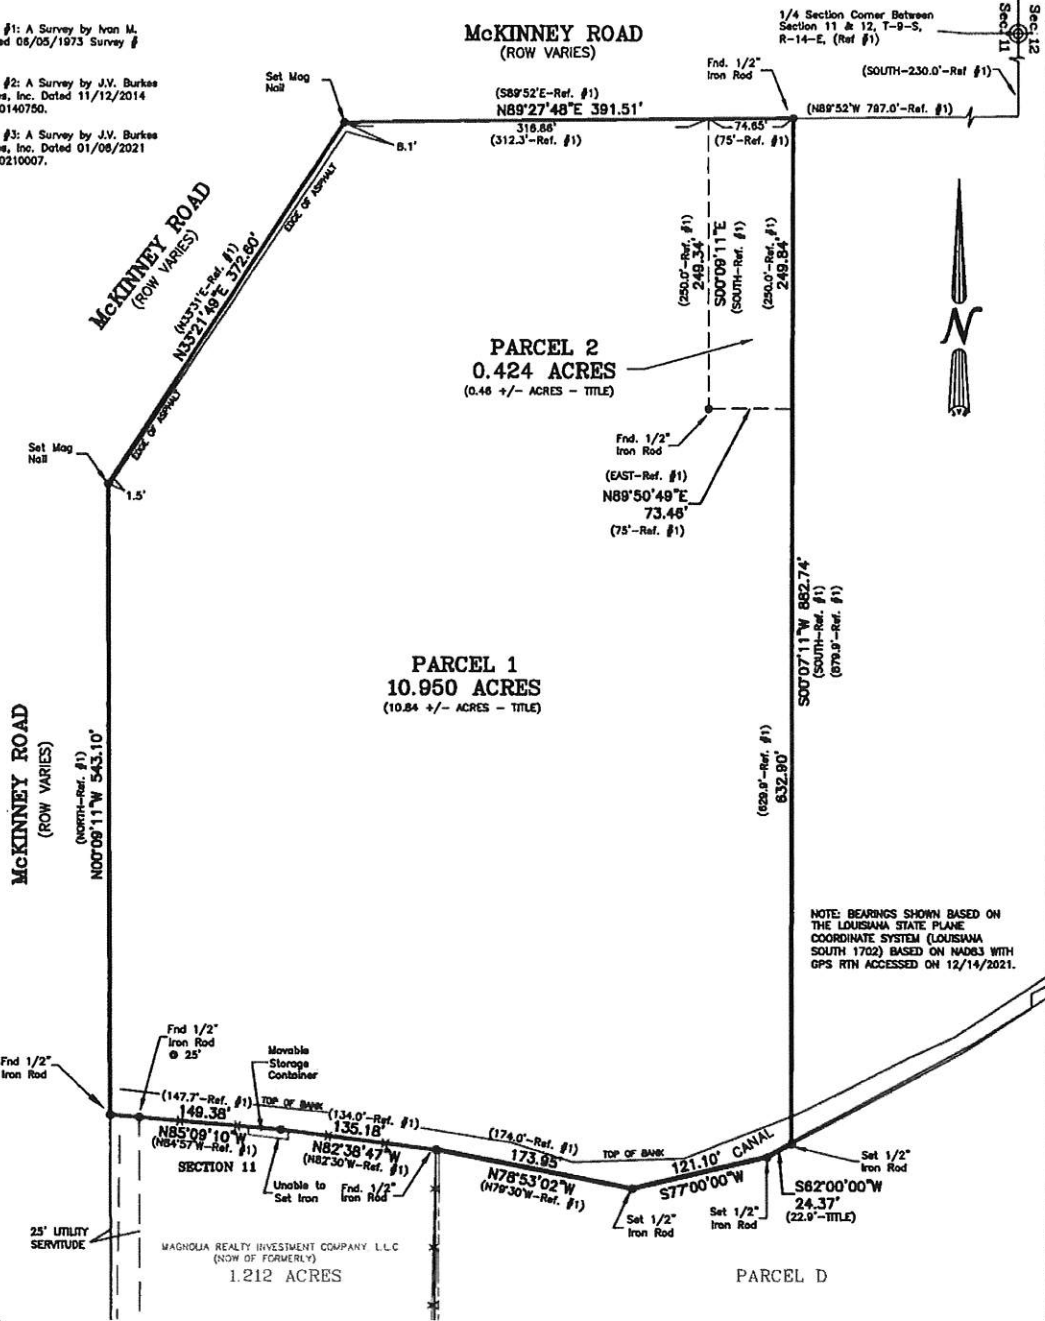 #1: A Survey by Ivan M.
ed 06/05/1973 Survey #
#2: A Survey by J.V. Burkes
es, Inc. Dated 11/12/2014
0140750.
#3: A Survey by J.V. Burkes
es, Inc. Dated 01/06/2021
0210007.
McKINNEY ROAD
(ROW VARIES)
1/4 Section Corner Between
Section 11 & 12, T-9-S,
R-14-E, (Ref #1)
Sec. 12
Sec. 11
(SOUTH-230.0'-Ref #1)
Set Mag
Nail
Fnd. 1/2"
Iron Rod
(S89°52'E-Ref. #1)
N89°27'48"E 391.51'
316.86'
(312.3'-Ref. #1)
74.65'
(75'-Ref. #1)
(N89°52'W 797.0'-Ref. #1)
8.1'
EDGE OF ASPHALT
McKINNEY ROAD
(ROW VARIES)
(N33°31'E-Ref. #1)
N33°21'49"E 372.60'
EDGE OF ASPHALT
(250.0'-Ref. #1)
249.34'
S00°09'11"E
(SOUTH-Ref. #1)
(250.0'-Ref. #1)
249.84'
N
PARCEL 2
0.424 ACRES
(0.46 +/- ACRES - TITLE)
Fnd. 1/2"
Iron Rod
(EAST-Ref. #1)
N89°50'49"E
73.46'
(75'-Ref. #1)
Set Mag
Nail
1.5'
S00°07'11"W 882.74'
(SOUTH-Ref. #1)
(879.9'-Ref. #1)
PARCEL 1
10.950 ACRES
(10.84 +/- ACRES - TITLE)
McKINNEY ROAD
(ROW VARIES)
(NORTH-Ref. #1)
N00°09'11"W 543.10'
(629.9'-Ref. #1)
632.90'
NOTE: BEARINGS SHOWN BASED ON
THE LOUISIANA STATE PLANE
COORDINATE SYSTEM (LOUISIANA
SOUTH 1702) BASED ON NAD83 WITH
GPS RTN ACCESSED ON 12/14/2021.
Fnd 1/2"
Iron Rod
Fnd 1/2"
Iron Rod
@ 25'
Movable
Storage
Container
(147.7'-Ref. #1)
149.38'
N85°09'10"W
(N84°57'W-Ref. #1)
SECTION 11
TOP OF BANK
(134.0'-Ref. #1)
135.18'
N82°38'47"W
(N82°30'W-Ref. #1)
Unable to
Set Iron
Fnd. 1/2"
Iron Rod
(174.0'-Ref. #1)
173.95'
N78°53'02"W
(N79°30'W-Ref. #1)
TOP OF BANK
121.10'
CANAL
S77°00'00"W
Set 1/2"
Iron Rod
Set 1/2"
Iron Rod
Set 1/2"
Iron Rod
S62°00'00"W
24.37'
(22.9'-TITLE)
25' UTILITY
SERVITUDE
MAGNOLIA REALTY INVESTMENT COMPANY L.L.C
(NOW OF FORMERLY)
1.212 ACRES
PARCEL D